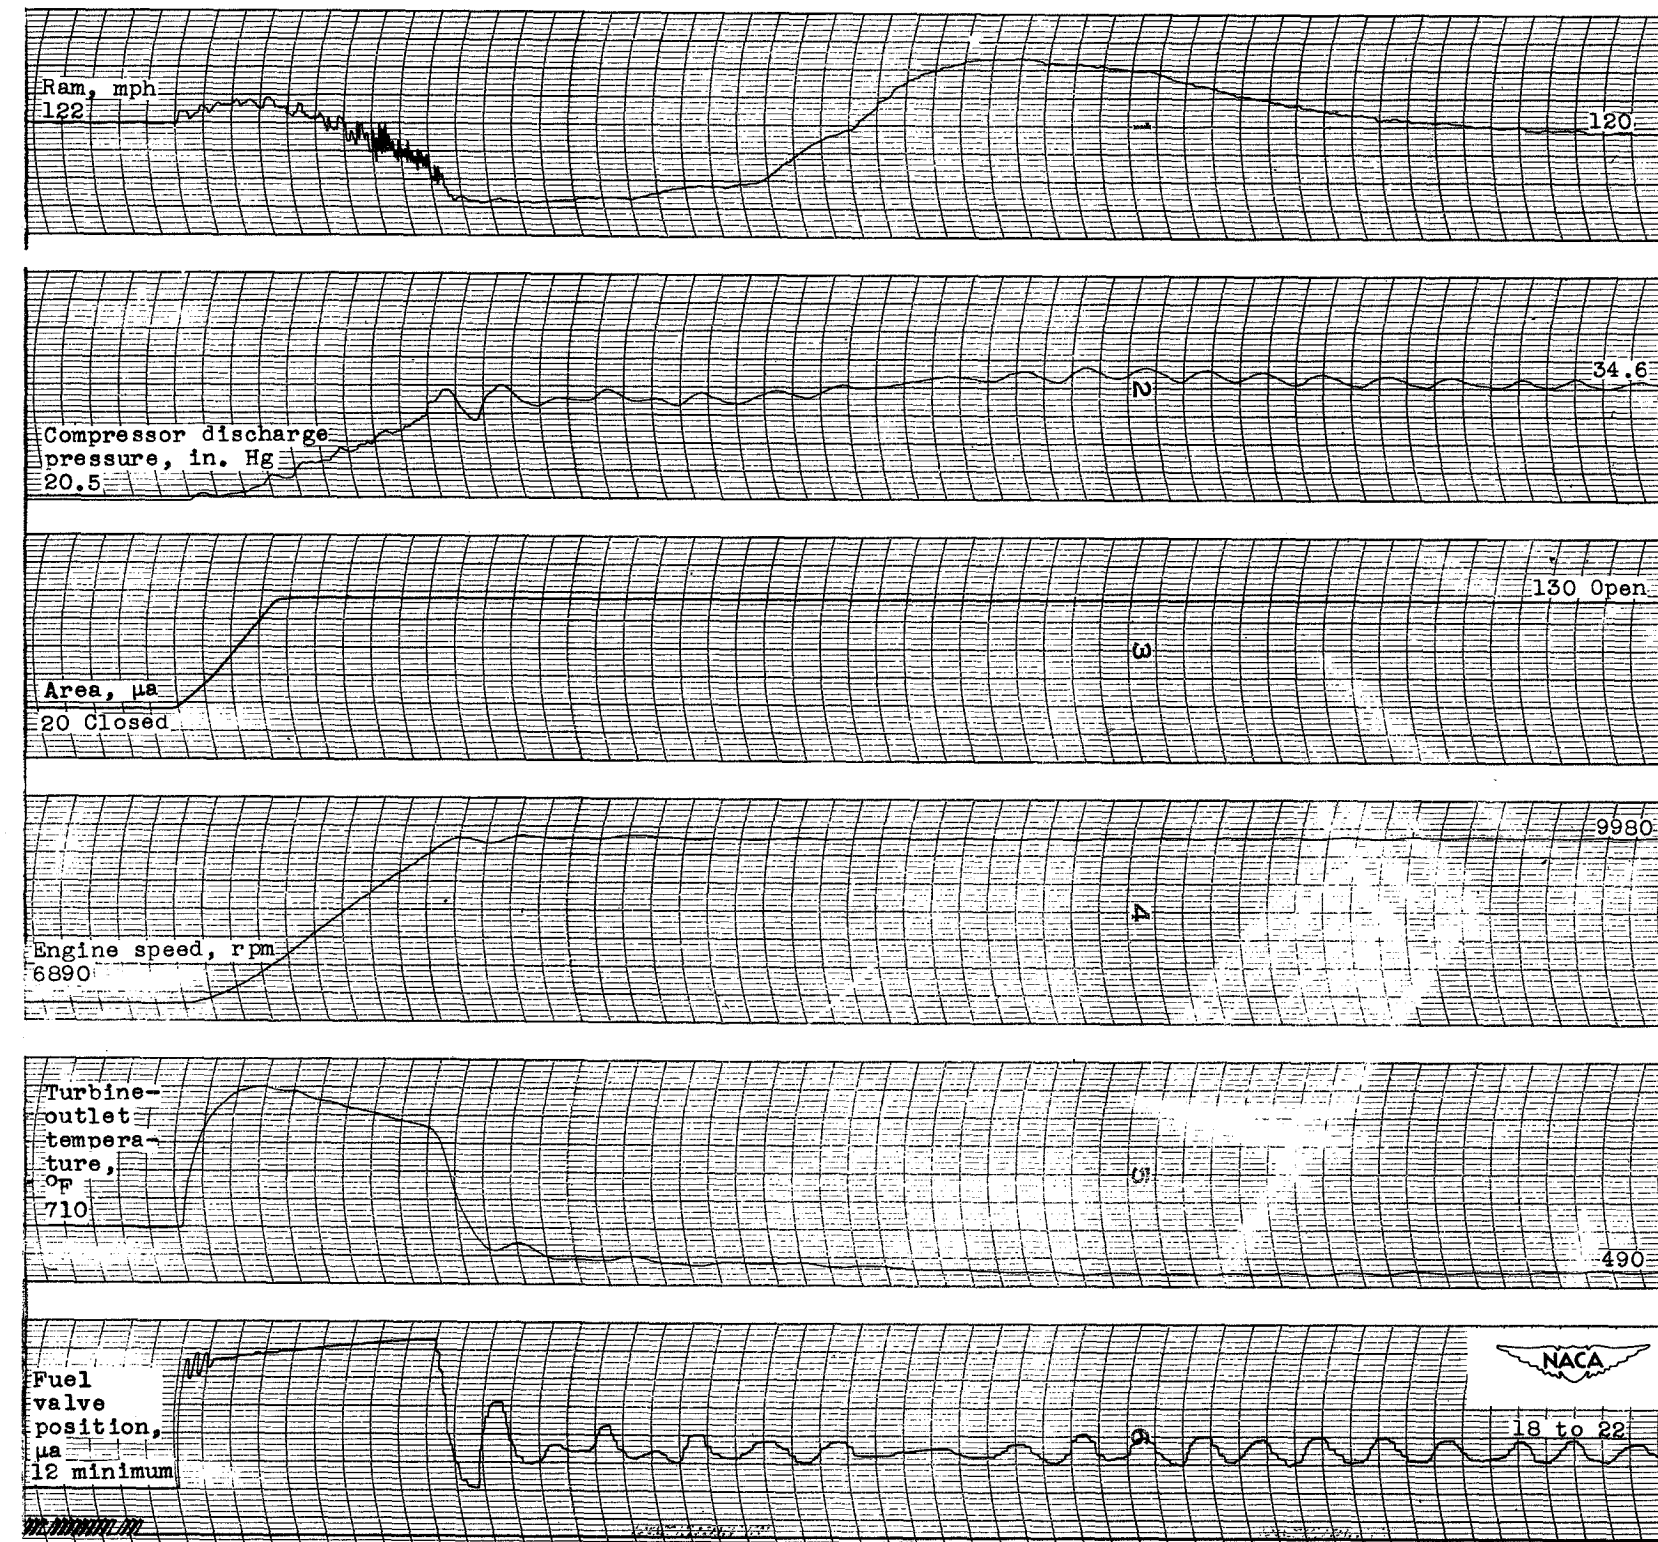 Ram, mph
122
120
1
34.6
2
Compressor discharge
pressure, in. Hg
20.5
130 Open
3
Area, μa
20 Closed
9980
4
Engine speed, rpm
6890
Turbine-
outlet
tempera-
ture,
°F
710
5
490
NACA
Fuel
valve
position,
μa
12 minimum
6
18 to 22